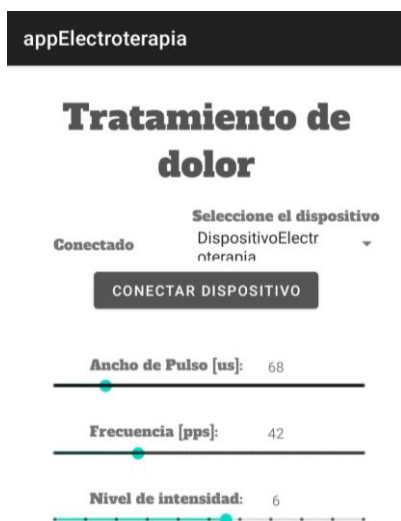 appElectroterapia
Tratamiento de
dolor
Seleccione el dispositivo
Conectado
DispositivoElectr
oterapia
CONECTAR DISPOSITIVO
Ancho de Pulso [us]: 68
Frecuencia [pps]: 42
Nivel de intensidad: 6